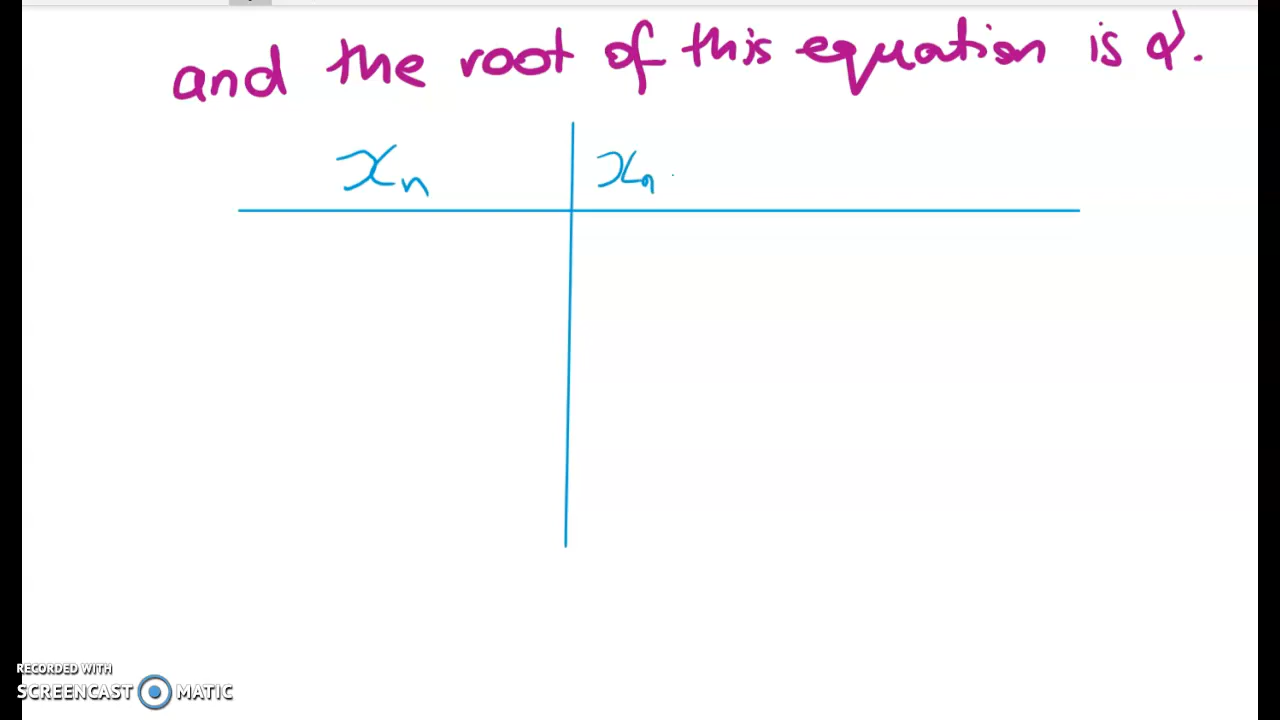 and the root of this equation is α.
xₙ xₙ
RECORDED WITH
SCREENCAST MATIC